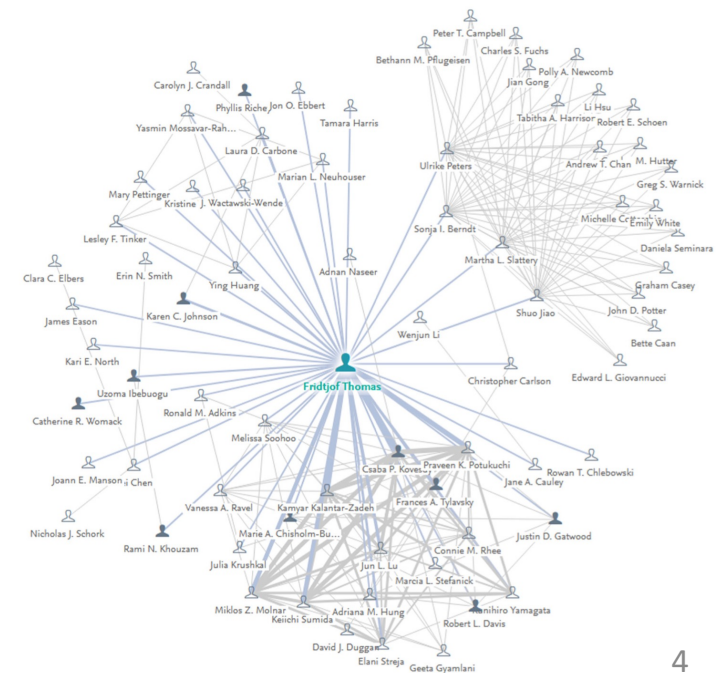 Peter T. Campbell
Charles S. Fuchs
Bethann M. Pflugeisen
Polly A. Newcomb
Jian Gong
Carolyn J. Crandall
Phyllis Riche
Jon O. Ebbert
Li Hsu
Tabitha A. Harrison
Robert E. Schoen
Tamara Harris
Yasmin Mossavar-Rah...
Laura D. Carbone
Ulrike Peters
Andrew T. Chan
M. Hutter
Marian L. Neuhouser
Greg S. Warnick
Mary Pettinger
Kristine
J. Wactawski-Wende
Michelle
Emily White
Lesley F. Tinker
Sonja I. Berndt
Daniela Seminara
Martha L. Slattery
Adnan Naseer
Clara C. Elbers
Erin N. Smith
Ying Huang
Graham Casey
Karen C. Johnson
Shuo Jiao
John D. Potter
James Eason
Wenjun Li
Bette Caan
Kari E. North
Edward L. Giovannucci
Christopher Carlson
Fridtjof Thomas
Uzoma Ibebuogu
Ronald M. Adkins
Catherine R. Womack
Melissa Soohoo
Praveen K. Potukuchi
Csaba P.
Rowan T. Chlebowski
Joann E. Manson
i Chen
Jane A. Cauley
Frances A. Tylavsky
Vanessa A. Ravel
Kamyar Kalantar-Zadeh
Nicholas J. Schork
Marie A. Chisholm-Bu...
Justin D. Gatwood
Rami N. Khouzam
Connie M. Rhee
Julia Krushkal
Jun L. Lu
Marcia L. Stefanick
Miklos Z. Molnar
Adriana M. Hung
Kunihiro Yamagata
Keiichi Sumida
Robert L. Davis
David J. Duggan
Elani Streja
Geeta Gyamlani
4